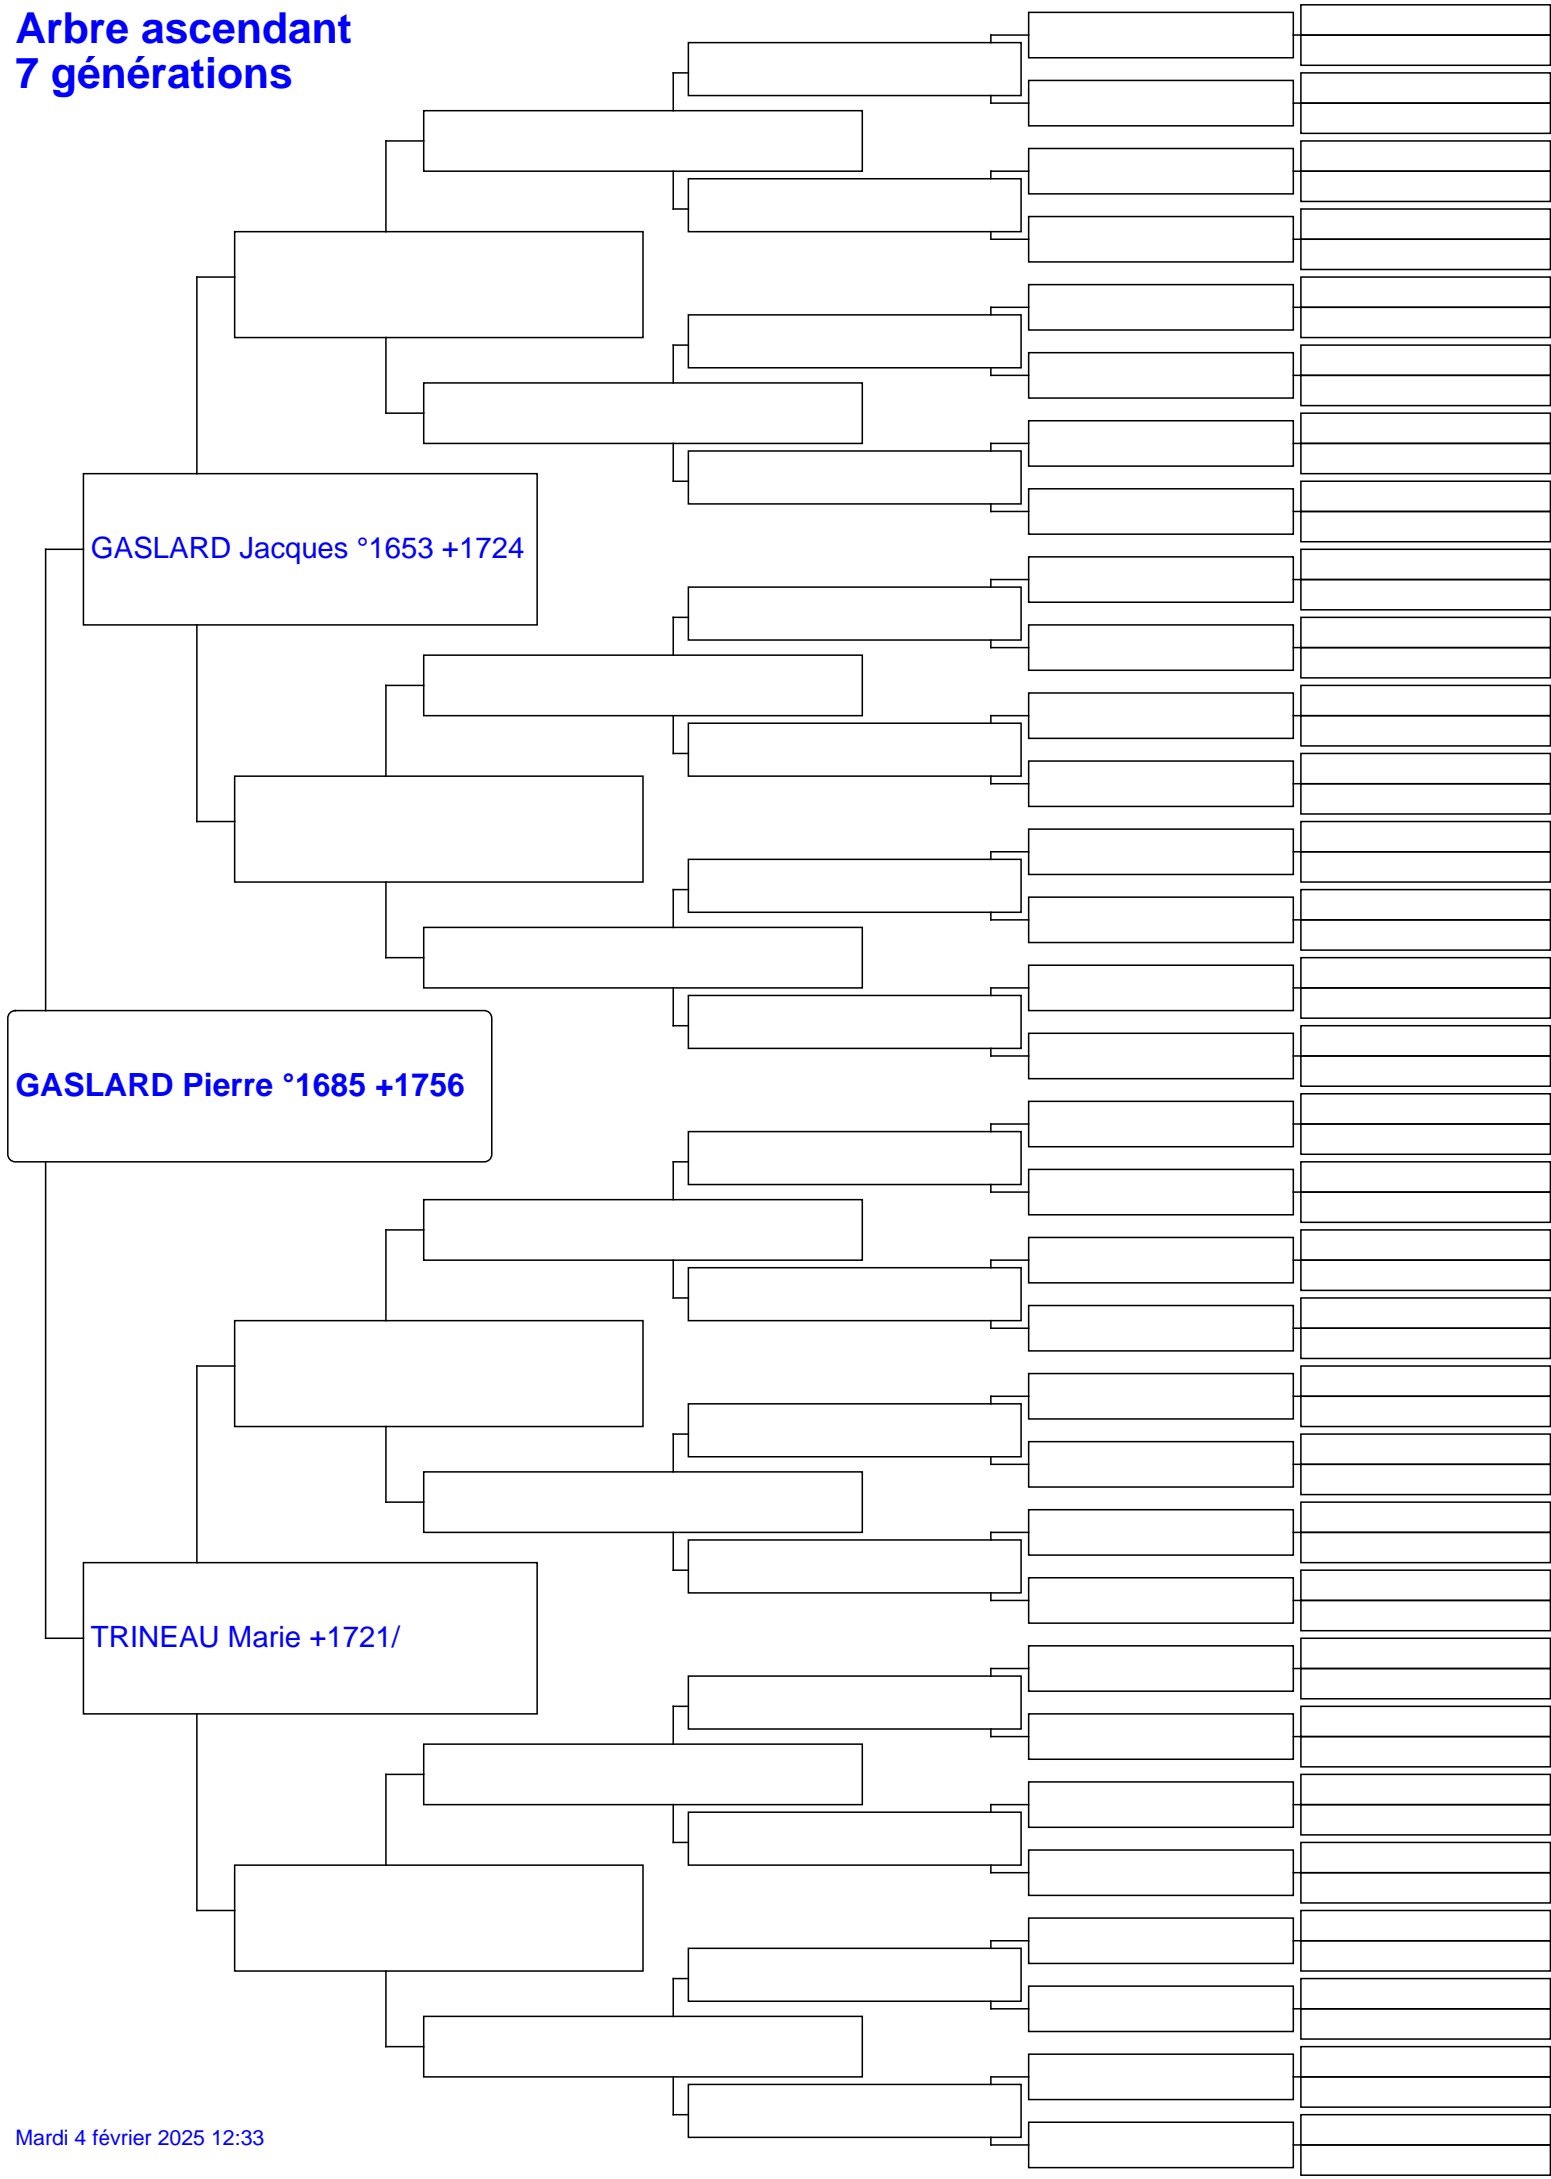 Arbre ascendant
7 générations
GASLARD Jacques °1653 +1724
GASLARD Pierre °1685 +1756
TRINEAU Marie +1721/
Mardi 4 février 2025 12:33